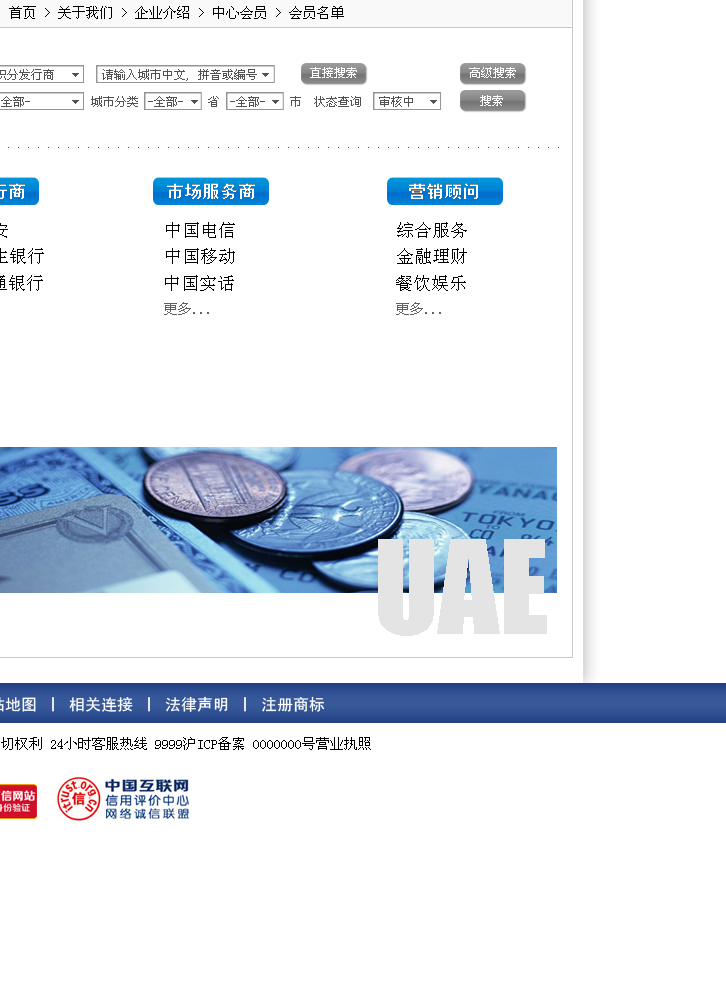 首页 > 关于我们 > 企业介绍 > 中心会员 > 会员名单
积分发行商 请输入城市中文, 拼音或编号 直接搜索 高级搜索
全部- 城市分类 -全部- 省 -全部- 市 状态查询 审核中 搜索
行商 市场服务商 营销顾问
安 中国电信 综合服务
生银行 中国移动 金融理财
通银行 中国实话 餐饮娱乐
更多... 更多...
YANAU
FROM
TOKYO
CO 964
CO
UAE
站地图 | 相关连接 | 法律声明 | 注册商标
切权利 24小时客服热线 9999沪ICP备案 0000000号营业执照
信网站
身份验证
itrust.org.cn
信
中国互联网
信用评价中心
网络诚信联盟